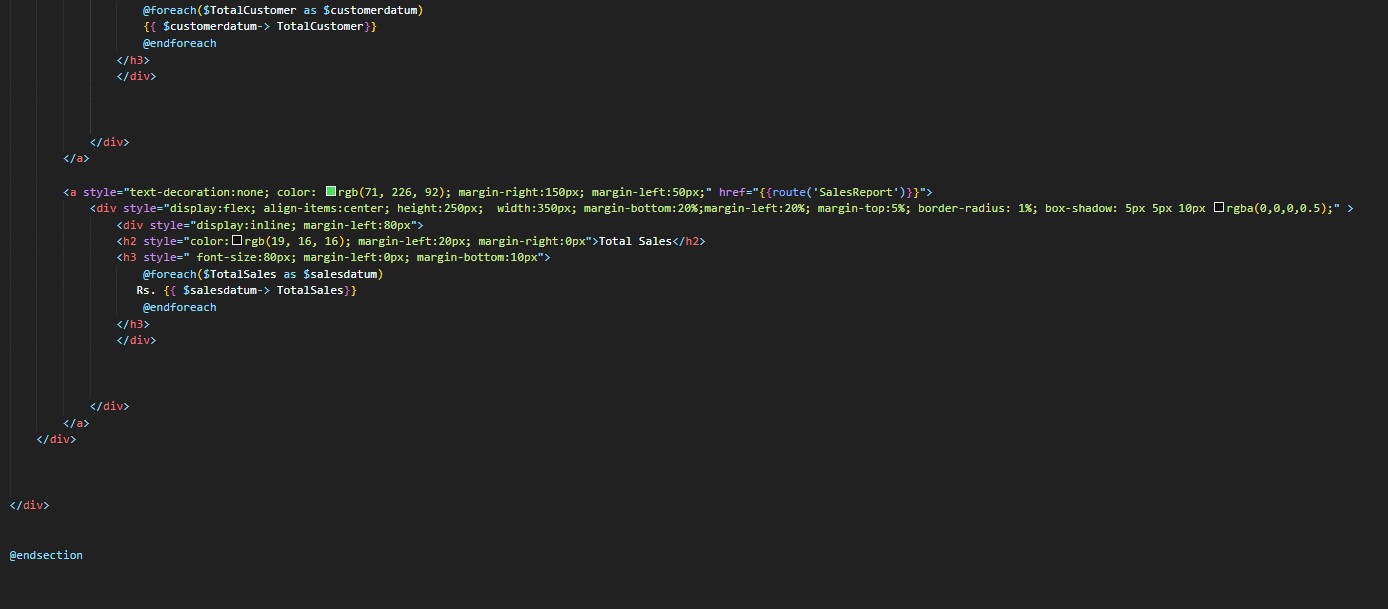 @foreach($TotalCustomer as $customerdatum)
{{ $customerdatum-> TotalCustomer}}
@endforeach
</h3>
</div>
</div>
</a>
<a style="text-decoration:none; color: rgb(71, 226, 92); margin-right:150px; margin-left:50px;" href="{{route('SalesReport')}}">
<div style="display:flex; align-items:center; height:250px;  width:350px; margin-bottom:20%;margin-left:20%; margin-top:5%; border-radius: 1%; box-shadow: 5px 5px 10px rgba(0,0,0,0.5);" >
<div style="display:inline; margin-left:80px">
<h2 style="color:rgb(19, 16, 16); margin-left:20px; margin-right:0px">Total Sales</h2>
<h3 style=" font-size:80px; margin-left:0px; margin-bottom:10px">
@foreach($TotalSales as $salesdatum)
Rs. {{ $salesdatum-> TotalSales}}
@endforeach
</h3>
</div>
</div>
</a>
</div>
</div>
@endsection